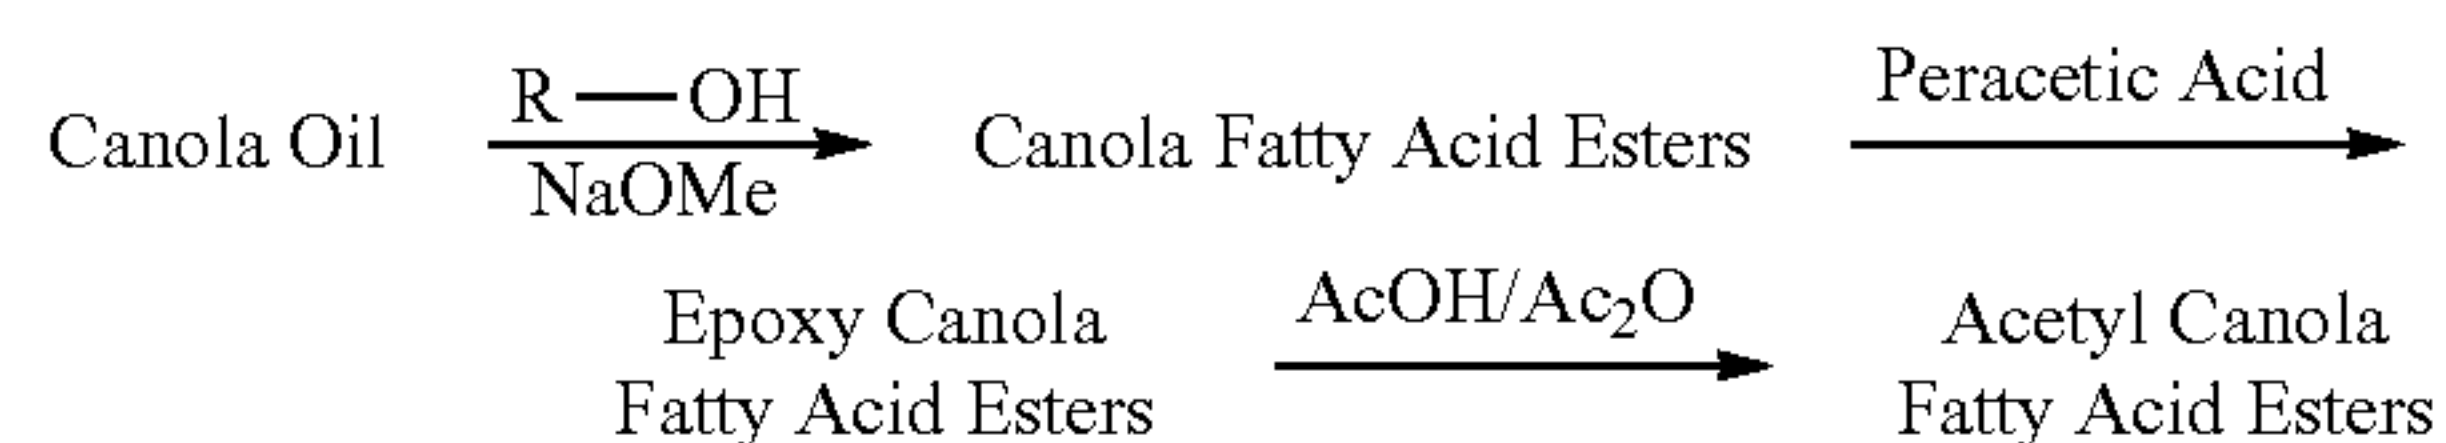 Canola Oil R—OH NaOMe Canola Fatty Acid Esters Peracetic Acid
Epoxy Canola Fatty Acid Esters AcOH/Ac₂O Acetyl Canola Fatty Acid Esters